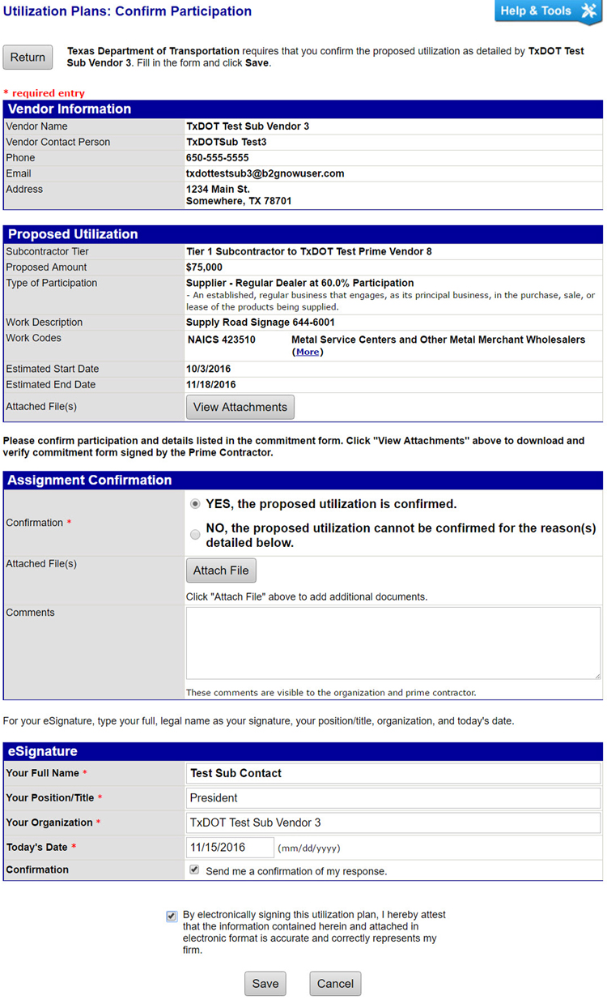 Utilization Plans: Confirm Participation
Help & Tools
Return
Texas Department of Transportation requires that you confirm the proposed utilization as detailed by TxDOT Test
Sub Vendor 3. Fill in the form and click Save.
* required entry
Vendor Information
Vendor Name TxDOT Test Sub Vendor 3
Vendor Contact Person TxDOTSub Test3
Phone 650-555-5555
Email txdottestsub3@b2gnowuser.com
Address 1234 Main St.
Somewhere, TX 78701
Proposed Utilization
Subcontractor Tier Tier 1 Subcontractor to TxDOT Test Prime Vendor 8
Proposed Amount $75,000
Type of Participation Supplier - Regular Dealer at 60.0% Participation
- An established, regular business that engages, as its principal business, in the purchase, sale, or
lease of the products being supplied.
Work Description Supply Road Signage 644-6001
Work Codes NAICS 423510 Metal Service Centers and Other Metal Merchant Wholesalers
(More)
Estimated Start Date 10/3/2016
Estimated End Date 11/18/2016
Attached File(s) View Attachments
Please confirm participation and details listed in the commitment form. Click "View Attachments" above to download and
verify commitment form signed by the Prime Contractor.
Assignment Confirmation
Confirmation * YES, the proposed utilization is confirmed.
NO, the proposed utilization cannot be confirmed for the reason(s)
detailed below.
Attached File(s) Attach File
Click "Attach File" above to add additional documents.
Comments
These comments are visible to the organization and prime contractor.
For your eSignature, type your full, legal name as your signature, your position/title, organization, and today's date.
eSignature
Your Full Name * Test Sub Contact
Your Position/Title * President
Your Organization * TxDOT Test Sub Vendor 3
Today's Date * 11/15/2016 (mm/dd/yyyy)
Confirmation Send me a confirmation of my response.
By electronically signing this utilization plan, I hereby attest
that the information contained herein and attached in
electronic format is accurate and correctly represents my
firm.
Save Cancel